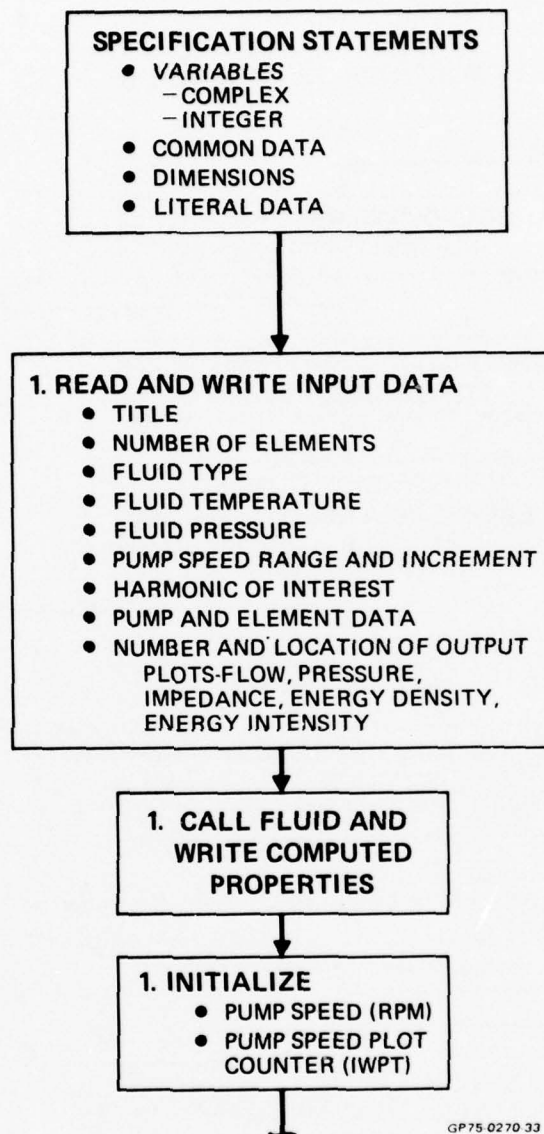 SPECIFICATION STATEMENTS
• VARIABLES
– COMPLEX
– INTEGER
• COMMON DATA
• DIMENSIONS
• LITERAL DATA
1. READ AND WRITE INPUT DATA
• TITLE
• NUMBER OF ELEMENTS
• FLUID TYPE
• FLUID TEMPERATURE
• FLUID PRESSURE
• PUMP SPEED RANGE AND INCREMENT
• HARMONIC OF INTEREST
• PUMP AND ELEMENT DATA
• NUMBER AND LOCATION OF OUTPUT
PLOTS-FLOW, PRESSURE,
IMPEDANCE, ENERGY DENSITY,
ENERGY INTENSITY
1. CALL FLUID AND
WRITE COMPUTED
PROPERTIES
1. INITIALIZE
• PUMP SPEED (RPM)
• PUMP SPEED PLOT
COUNTER (IWPT)
GP75-0270-33